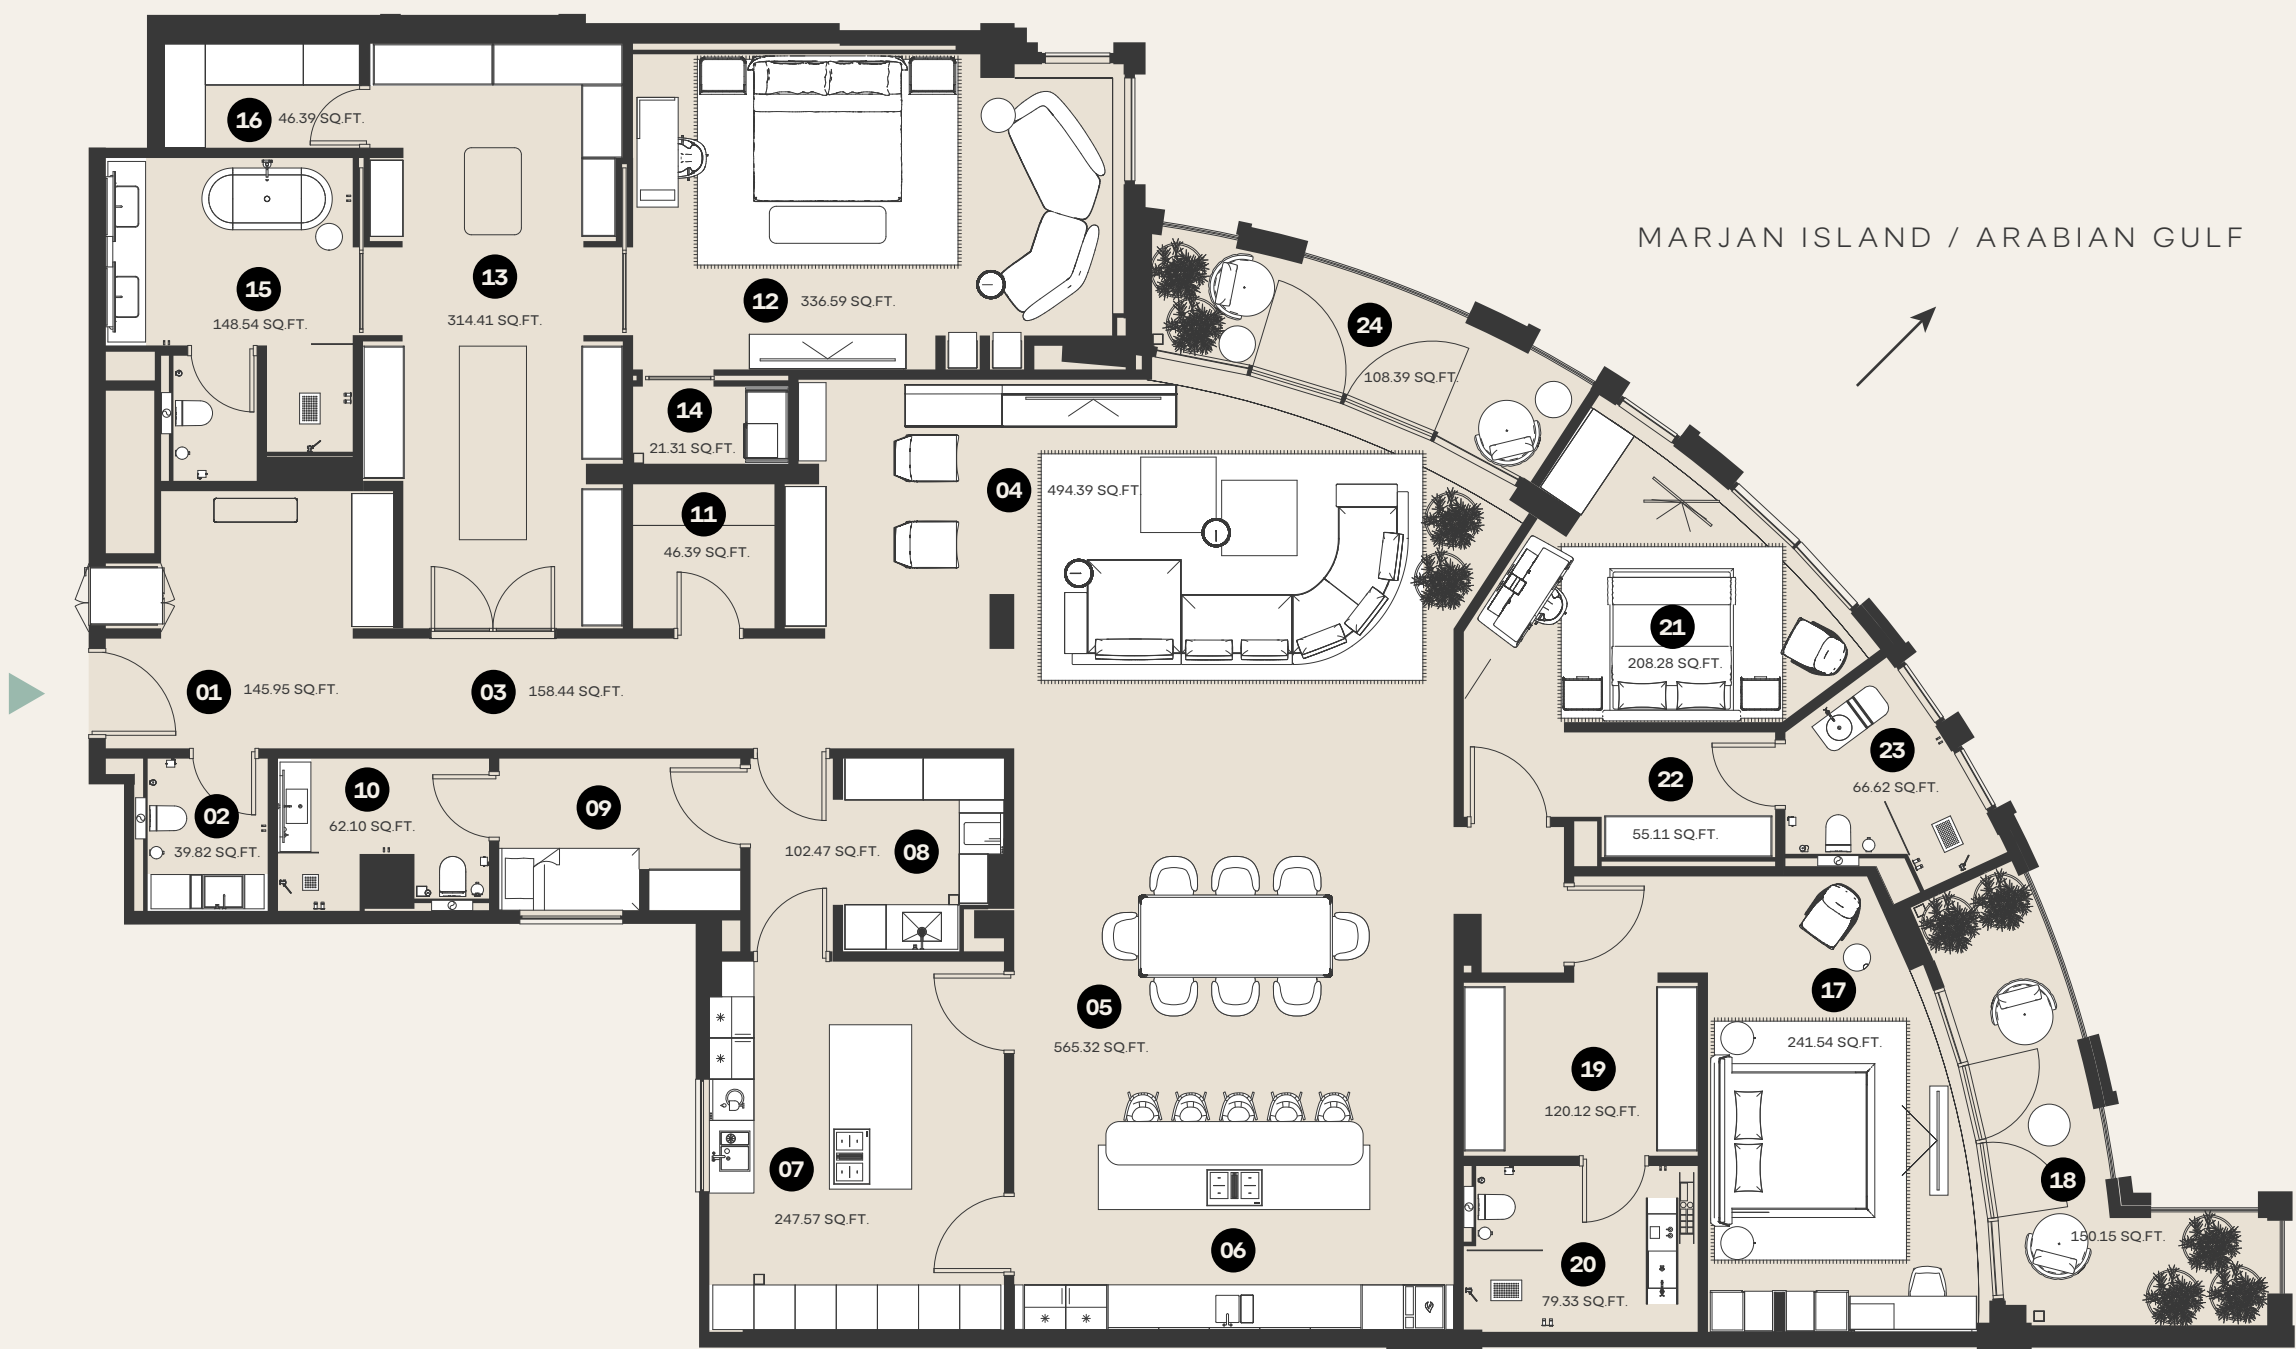 16 46.39 SQ.FT.
15
148.54 SQ.FT.
13
314.41 SQ.FT.
12 336.59 SQ.FT.
MARJAN ISLAND / ARABIAN GULF
24
108.39 SQ.FT.
14
21.31 SQ.FT.
11
46.39 SQ.FT.
04 494.39 SQ.FT.
21
208.28 SQ.FT.
01 145.95 SQ.FT.
03 158.44 SQ.FT.
02
39.82 SQ.FT.
10
62.10 SQ.FT.
09
102.47 SQ.FT. 08
22
55.11 SQ.FT.
23
66.62 SQ.FT.
05
565.32 SQ.FT.
17
241.54 SQ.FT.
19
120.12 SQ.FT.
07
247.57 SQ.FT.
06
20
79.33 SQ.FT.
18
150.15 SQ.FT.